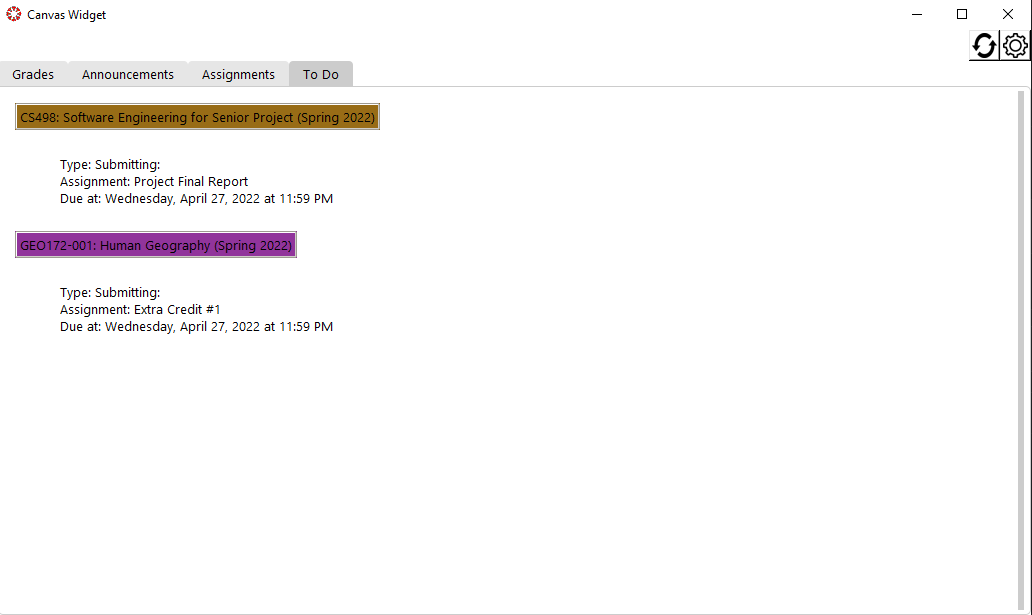 Canvas Widget
Grades Announcements Assignments To Do
CS498: Software Engineering for Senior Project (Spring 2022)
Type: Submitting:
Assignment: Project Final Report
Due at: Wednesday, April 27, 2022 at 11:59 PM
GEO172-001: Human Geography (Spring 2022)
Type: Submitting:
Assignment: Extra Credit #1
Due at: Wednesday, April 27, 2022 at 11:59 PM